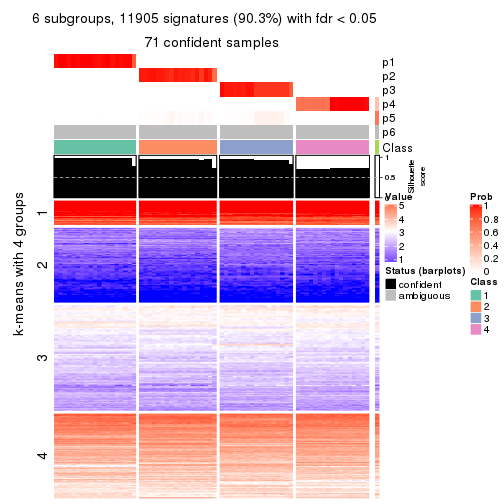 6 subgroups, 11905 signatures (90.3%) with fdr < 0.05
71 confident samples
p1
p2
p3
p4
p5
p6
Class
1
0.5
0
Silhouette
score
k-means with 4 groups
1
2
3
4
Value
5
4
3
2
1
Status (barplots)
confident
ambiguous
Prob
1
0.8
0.6
0.4
0.2
0
Class
1
2
3
4